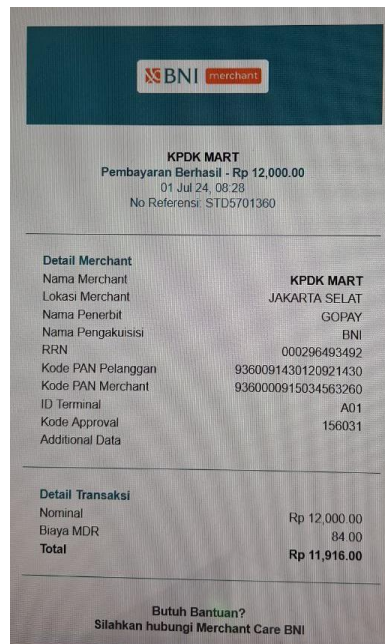 BNI merchant
KPDK MART
Pembayaran Berhasil - Rp 12,000.00
01 Jul 24, 08:28
No Referensi: STD5701360
Detail Merchant
Nama Merchant KPDK MART
Lokasi Merchant JAKARTA SELAT
Nama Penerbit GOPAY
Nama Pengakuisisi BNI
RRN 000296493492
Kode PAN Pelanggan 9360091430120921430
Kode PAN Merchant 9360000915034563260
ID Terminal A01
Kode Approval 156031
Additional Data
Detail Transaksi
Nominal Rp 12,000.00
Biaya MDR 84.00
Total Rp 11,916.00
Butuh Bantuan?
Silahkan hubungi Merchant Care BNI